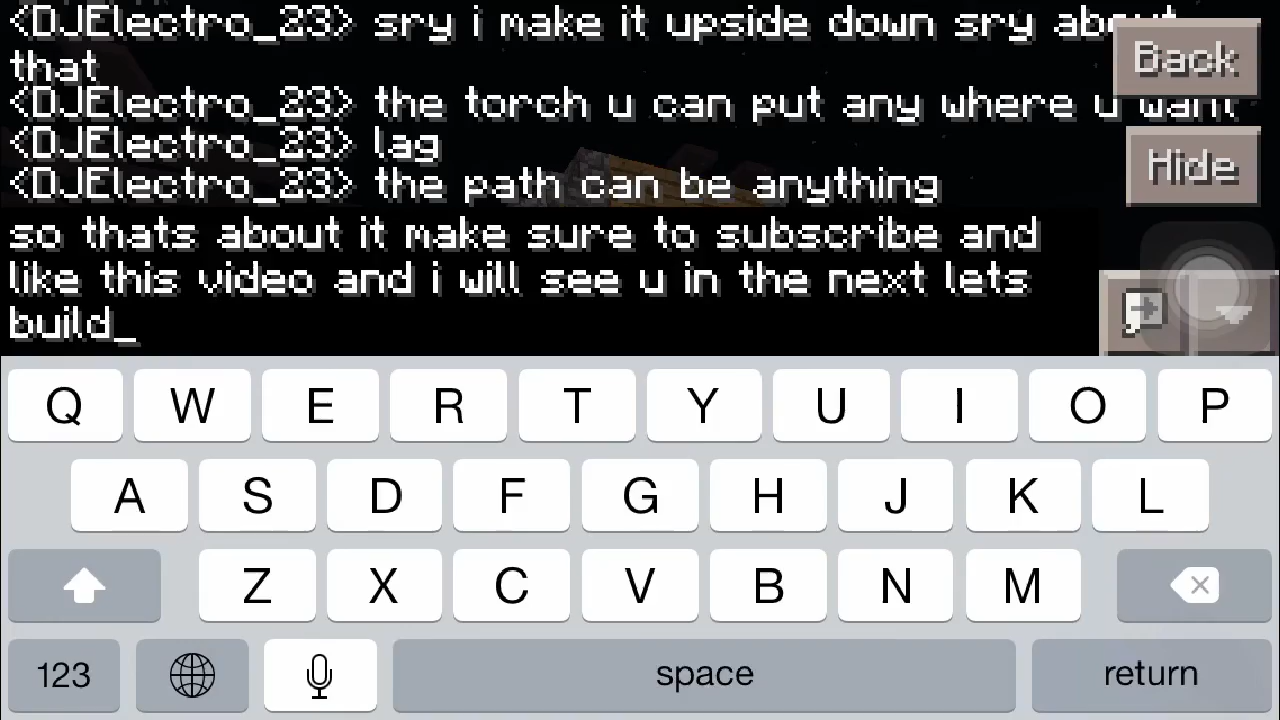 <DJElectro_23> sry i make it upside down sry about
that
Back
<DJElectro_23> the torch u can put any where u want
<DJElectro_23> lag
Hide
<DJElectro_23> the path can be anything
so thats about it make sure to subscribe and
like this video and i will see u in the next lets
build_
Q W E R T Y U I O P
A S D F G H J K L
Z X C V B N M
123 space return